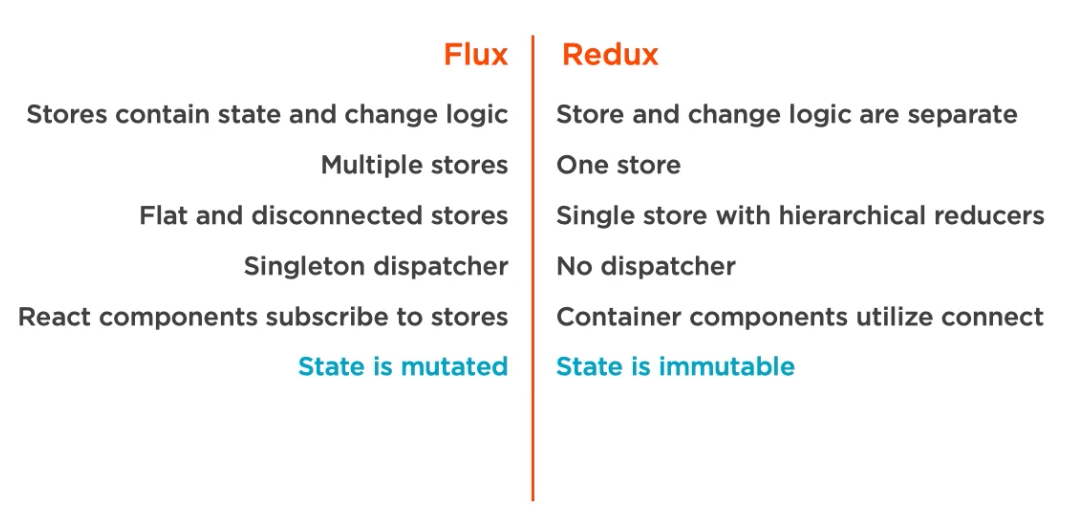 Flux
Redux
Stores contain state and change logic
Store and change logic are separate
Multiple stores
One store
Flat and disconnected stores
Single store with hierarchical reducers
Singleton dispatcher
No dispatcher
React components subscribe to stores
Container components utilize connect
State is mutated
State is immutable